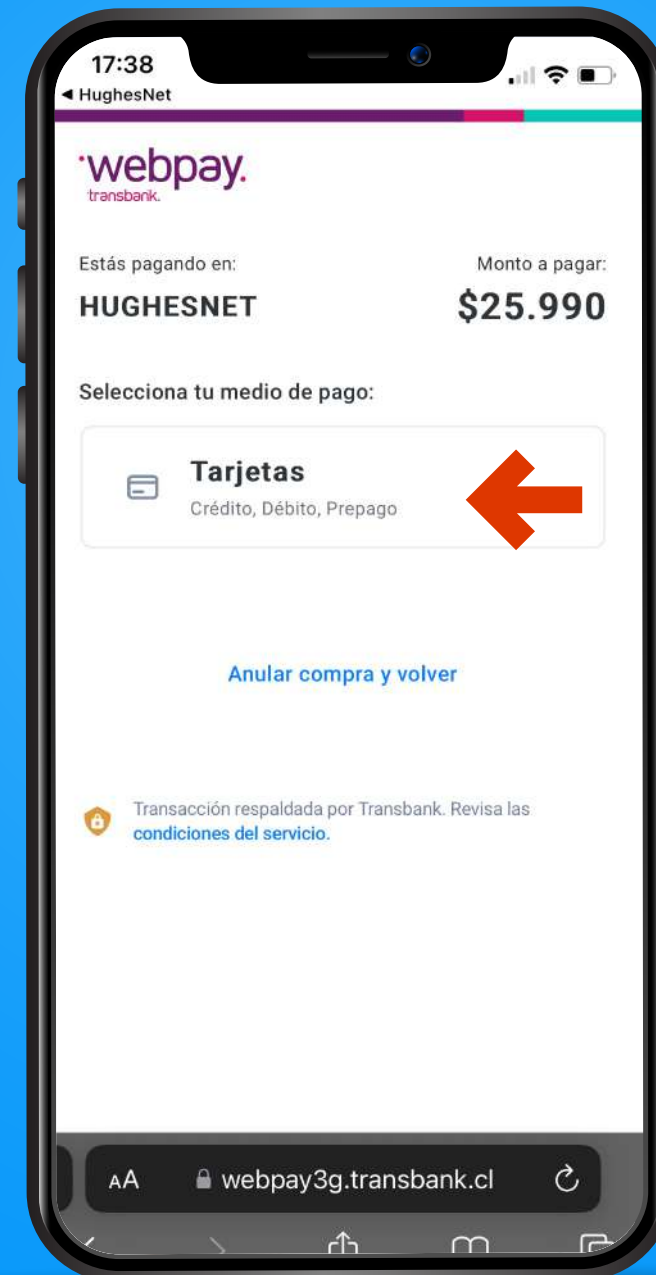 17:38
HughesNet
webpay.
transbank.
Estás pagando en:
Monto a pagar:
HUGHESNET
$25.990
Selecciona tu medio de pago:
Tarjetas
Crédito, Débito, Prepago
Anular compra y volver
Transacción respaldada por Transbank. Revisa las
condiciones del servicio.
AA
webpay3g.transbank.cl